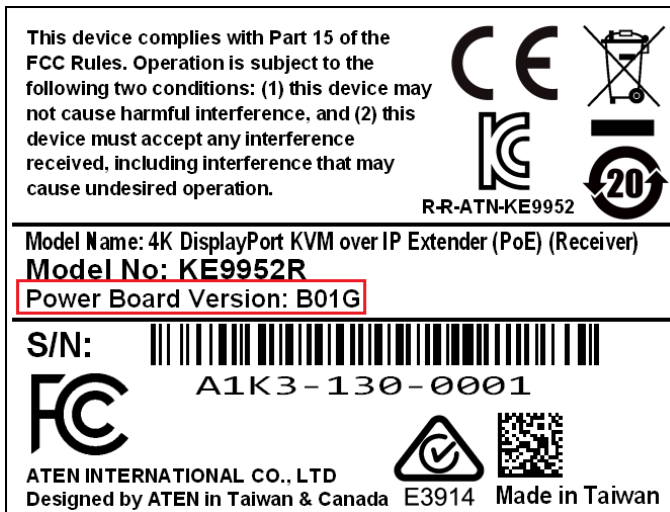 This device complies with Part 15 of the
FCC Rules. Operation is subject to the
following two conditions: (1) this device may
not cause harmful interference, and (2) this
device must accept any interference
received, including interference that may
cause undesired operation.
CE
KC
R-R-ATN-KE9952
20
Model Name: 4K DisplayPort KVM over IP Extender (PoE) (Receiver)
Model No: KE9952R
Power Board Version: B01G
S/N:
A1K3-130-0001
FC
ATEN INTERNATIONAL CO., LTD
Designed by ATEN in Taiwan & Canada
E3914
Made in Taiwan